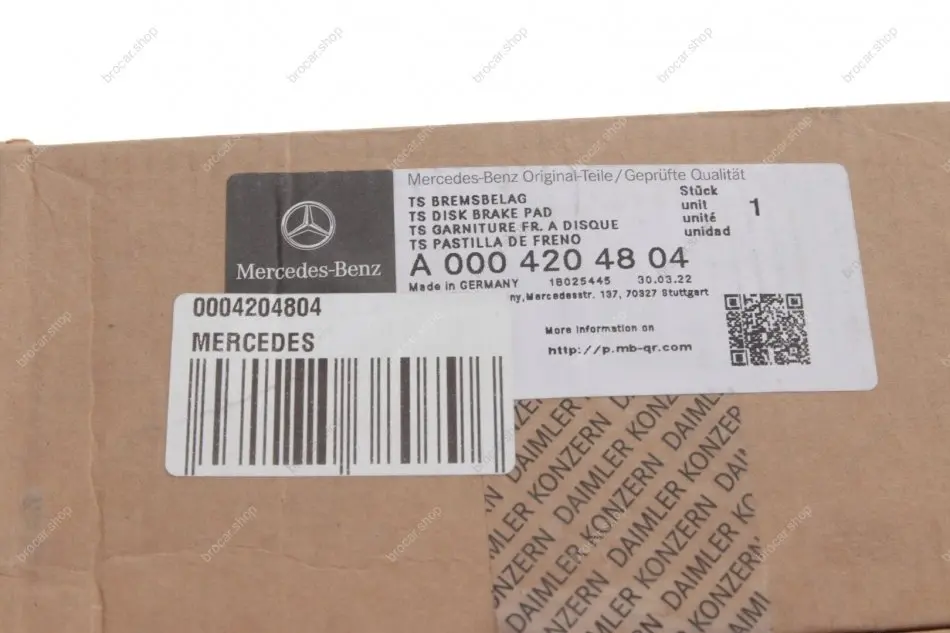 Mercedes-Benz Original-Teile/Geprüfte Qualität
TS BREMSBELAG
TS DISK BRAKE PAD
TS GARNITURE FR. A DISQUE
TS PASTILLA DE FRENO
Stück
unit
unité
unidad
1
Mercedes-Benz
A 000 420 48 04
Made in GERMANY 18025445 30.03.22
ny, Mercedesstr. 137, 70327 Stuttgart
More information on
http://p.mb-qr.com
0004204804
MERCEDES
DAIMLER KONZERN DAIMLER KONZERN
DAIMLER KONZERN DAIMLER KONZERN
brocar.shop